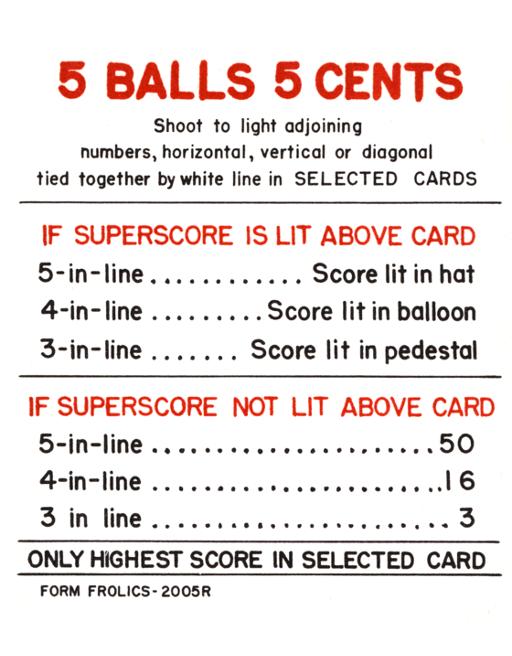 5 BALLS 5 CENTS
Shoot to light adjoining
numbers, horizontal, vertical or diagonal
tied together by white line in SELECTED CARDS
IF SUPERSCORE IS LIT ABOVE CARD
5-in-line ............ Score lit in hat
4-in-line ......... Score lit in balloon
3-in-line ....... Score lit in pedestal
IF SUPERSCORE NOT LIT ABOVE CARD
5-in-line ...................... 50
4-in-line ....................... 16
3 in line ....................... 3
ONLY HIGHEST SCORE IN SELECTED CARD
FORM FROLICS-2005R